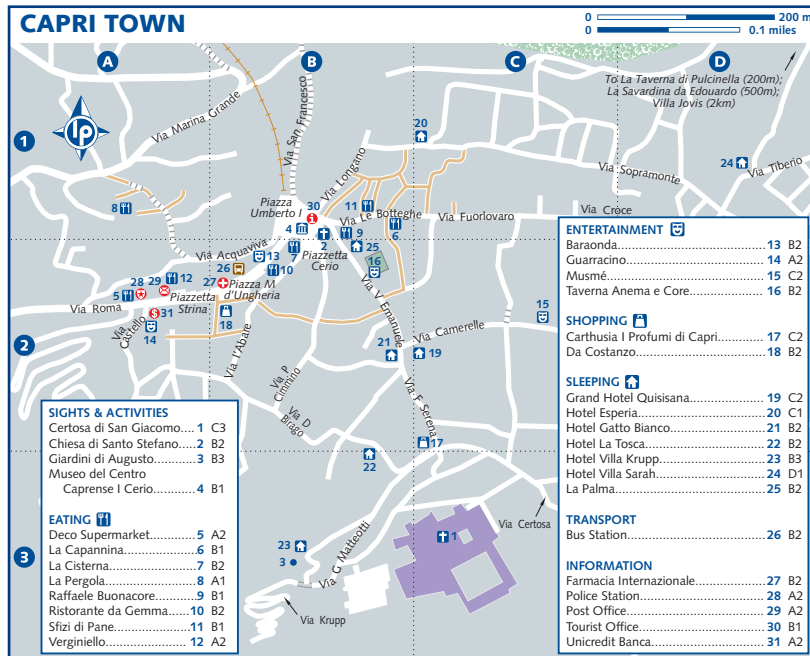 CAPRI TOWN
0 200 m
0 0.1 miles
A
B
C
D
To La Taverna di Pulcinella (200m);
La Savardina da Edouardo (500m);
Villa Jovis (2km)
1
lp
Via Marina Grande
Via San Francesco
20
24
Via Tiberio
Via Sopramonte
Via Longano
8
30
11
Piazza
Umberto I
Via Le Botteghe
Via Fuorlovaro
Via Croce
4
9
6
2
7
25
Via Acquaviva
Piazzetta
Cerio
13
16
26
10
28
29
12
27
Piazza M
d'Ungheria
5
Piazzetta
Strina
Via Roma
31
18
Via V Emanuele
15
Via
Castello
14
2
Via Camerelle
21
19
Via l'Abate
Via P
Cimmino
Via F Serena
Via D
Birago
17
22
3
23
3
1
Via Certosa
Via G Matteotti
Via Krupp
SIGHTS & ACTIVITIES
Certosa di San Giacomo.... 1 C3
Chiesa di Santo Stefano.... 2 B2
Giardini di Augusto.... 3 B3
Museo del Centro
Caprense I Cerio............ 4 B1
EATING
Deco Supermarket............ 5 A2
La Capannina.................. 6 B1
La Cisterna...................... 7 B2
La Pergola....................... 8 A1
Raffaele Buonacore.......... 9 B1
Ristorante da Gemma...... 10 B2
Sfizi di Pane................... 11 B1
Verginiello..................... 12 A2
ENTERTAINMENT
Baraonda............................ 13 B2
Guarracino.......................... 14 A2
Musmé............................... 15 C2
Taverna Anema e Core........ 16 B2
SHOPPING
Carthusia I Profumi di Capri..... 17 C2
Da Costanzo........................ 18 B2
SLEEPING
Grand Hotel Quisisana.......... 19 C2
Hotel Esperia....................... 20 C1
Hotel Gatto Bianco............... 21 B2
Hotel La Tosca..................... 22 B2
Hotel Villa Krupp.................. 23 B3
Hotel Villa Sarah................... 24 D1
La Palma............................. 25 B2
TRANSPORT
Bus Station.......................... 26 B2
INFORMATION
Farmacia Internazionale......... 27 B2
Police Station....................... 28 A2
Post Office.......................... 29 A2
Tourist Office....................... 30 B1
Unicredit Banca.................... 31 A2